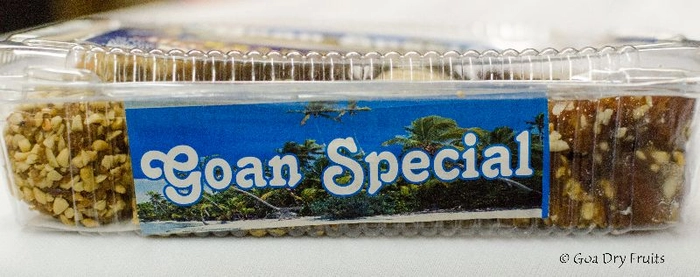 Goan Special
© Goa Dry Fruits